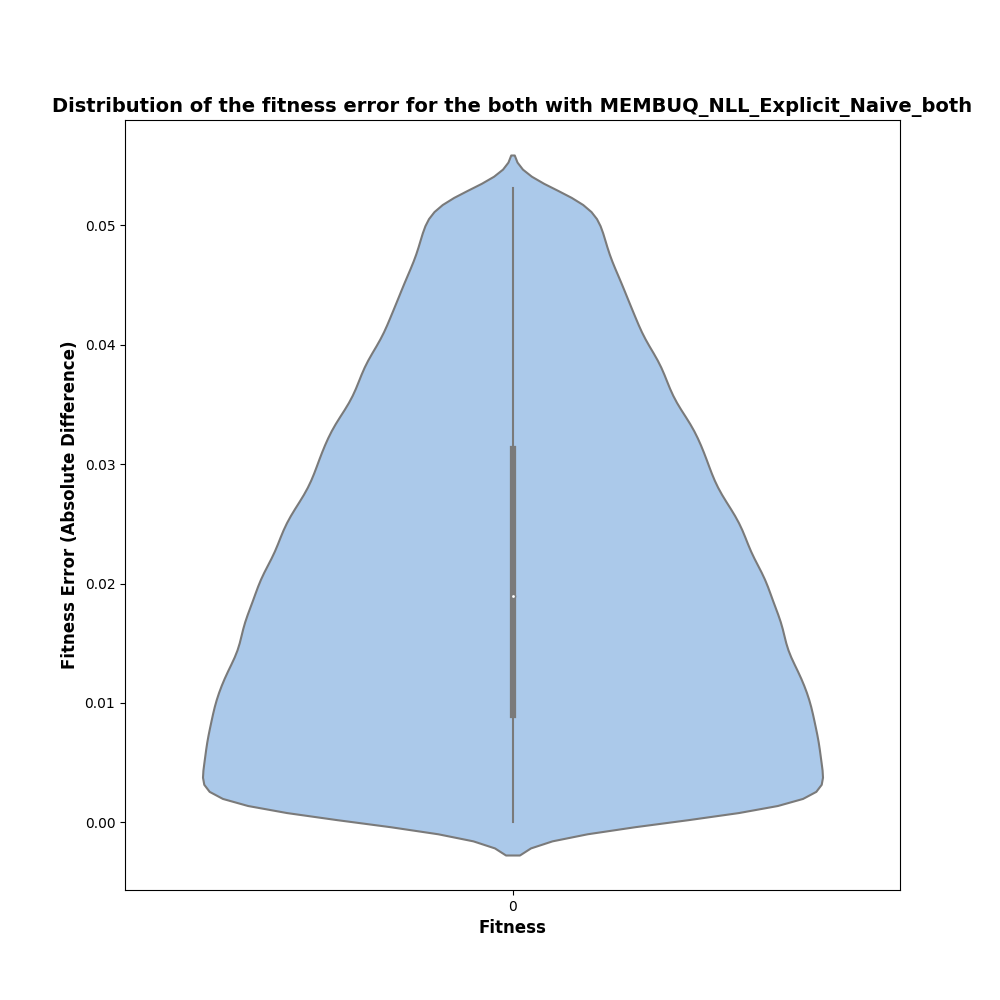 Distribution of the fitness error for the both with MEMBUQ_NLL_Explicit_Naive_both
0.05
0.04
0.03
0.02
0.01
0.00
Fitness Error (Absolute Difference)
0
Fitness